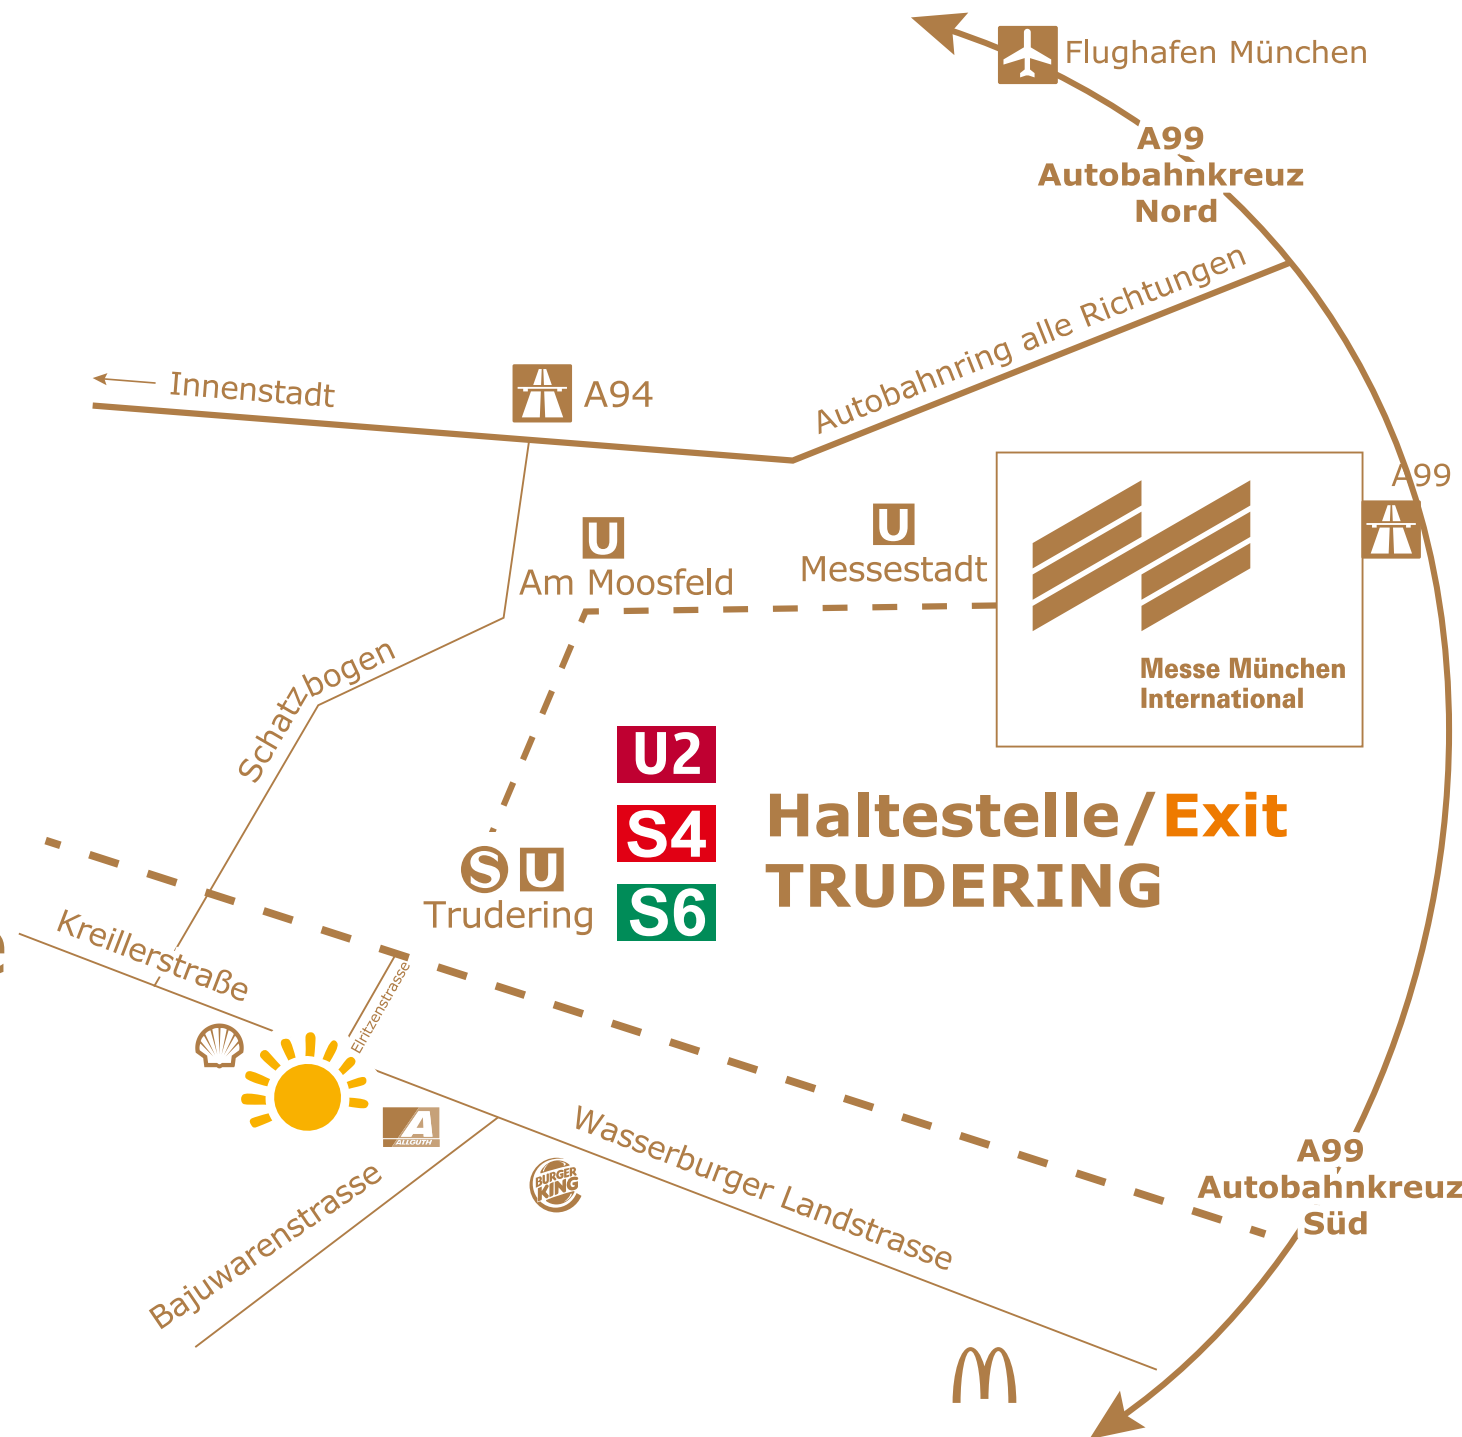 Flughafen München
A99
Autobahnkreuz
Nord
Autobahnring alle Richtungen
Innenstadt
A94
A99
U
Am Moosfeld
U
Messestadt
Messe München
International
Schatzbogen
U2
S4
S6
Haltestelle/Exit
TRUDERING
S U
Trudering
Kreillerstraße
Elritzenstrasse
A
ALLGUTH
BURGER
KING
Wasserburger Landstrasse
Bajuwarenstrasse
A99
Autobahnkreuz
Süd